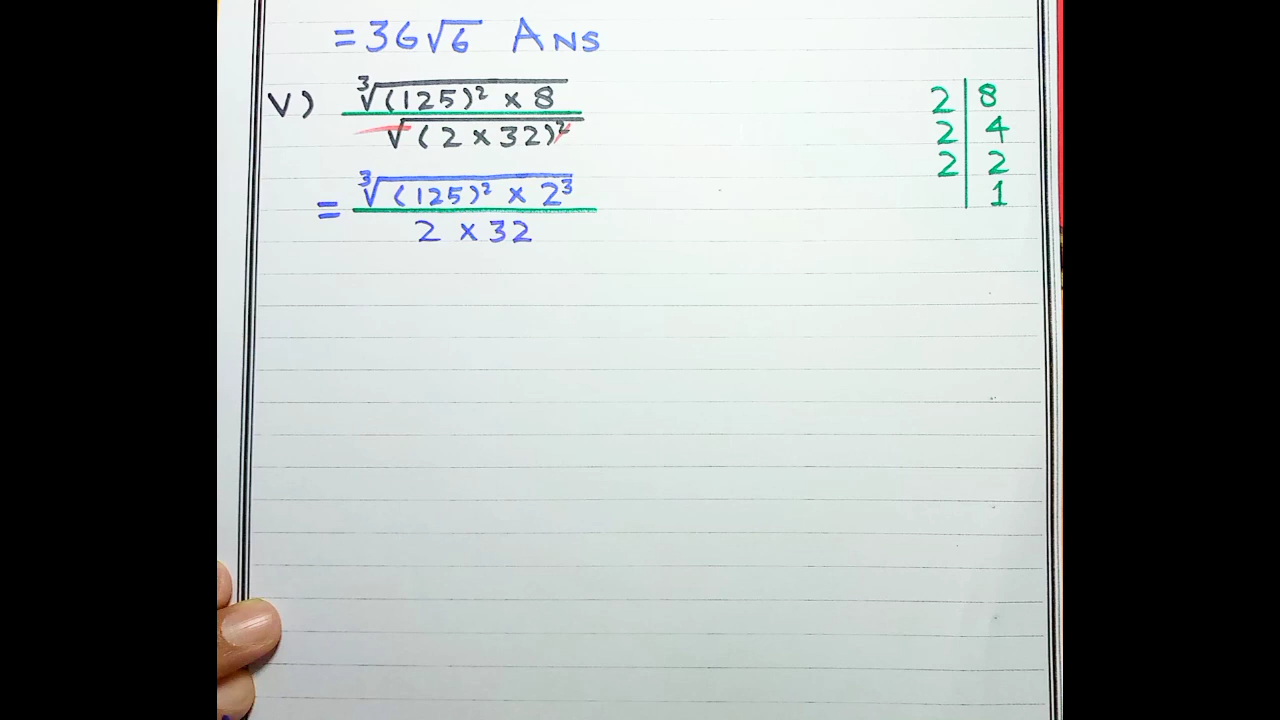 = 36√6 ANS
V) ∛((125)² × 8) / √((2 × 32)²)
= ∛((125)² × 2³) / 2 × 32
2 | 8
2 | 4
2 | 2
| 1